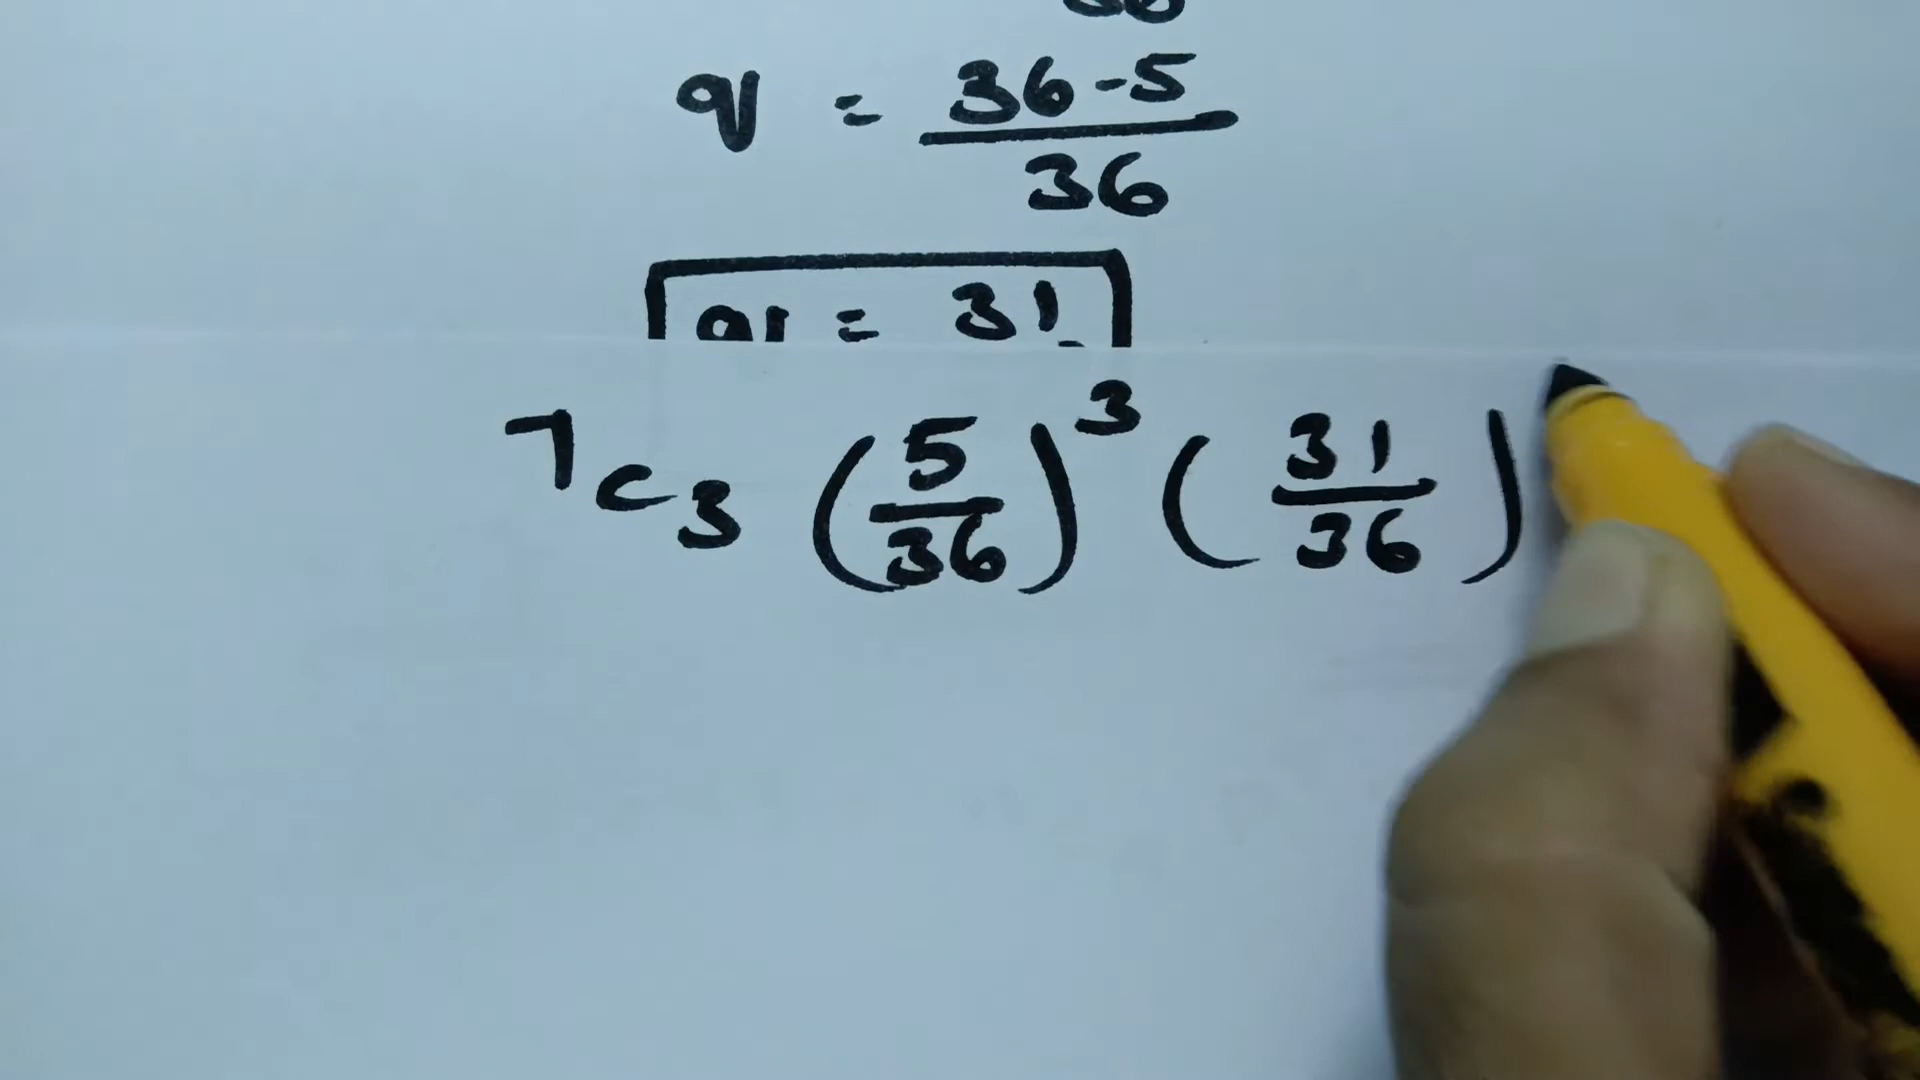 q = 36-5
36
q = 31
7C3 (5/36)^3 (31/36)